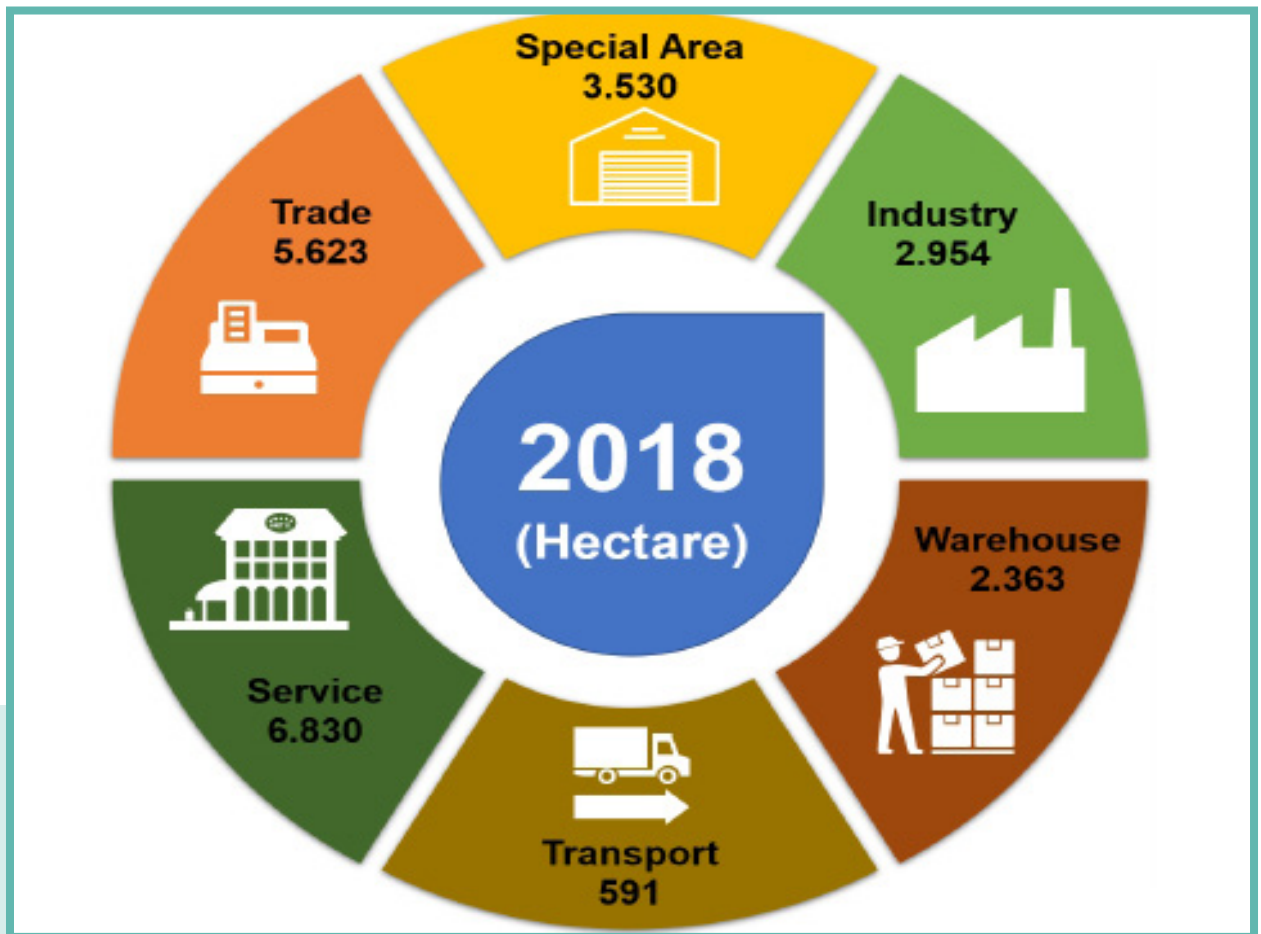 Special Area
3.530
Trade
5.623
Industry
2.954
2018
(Hectare)
Warehouse
2.363
Service
6.830
Transport
591